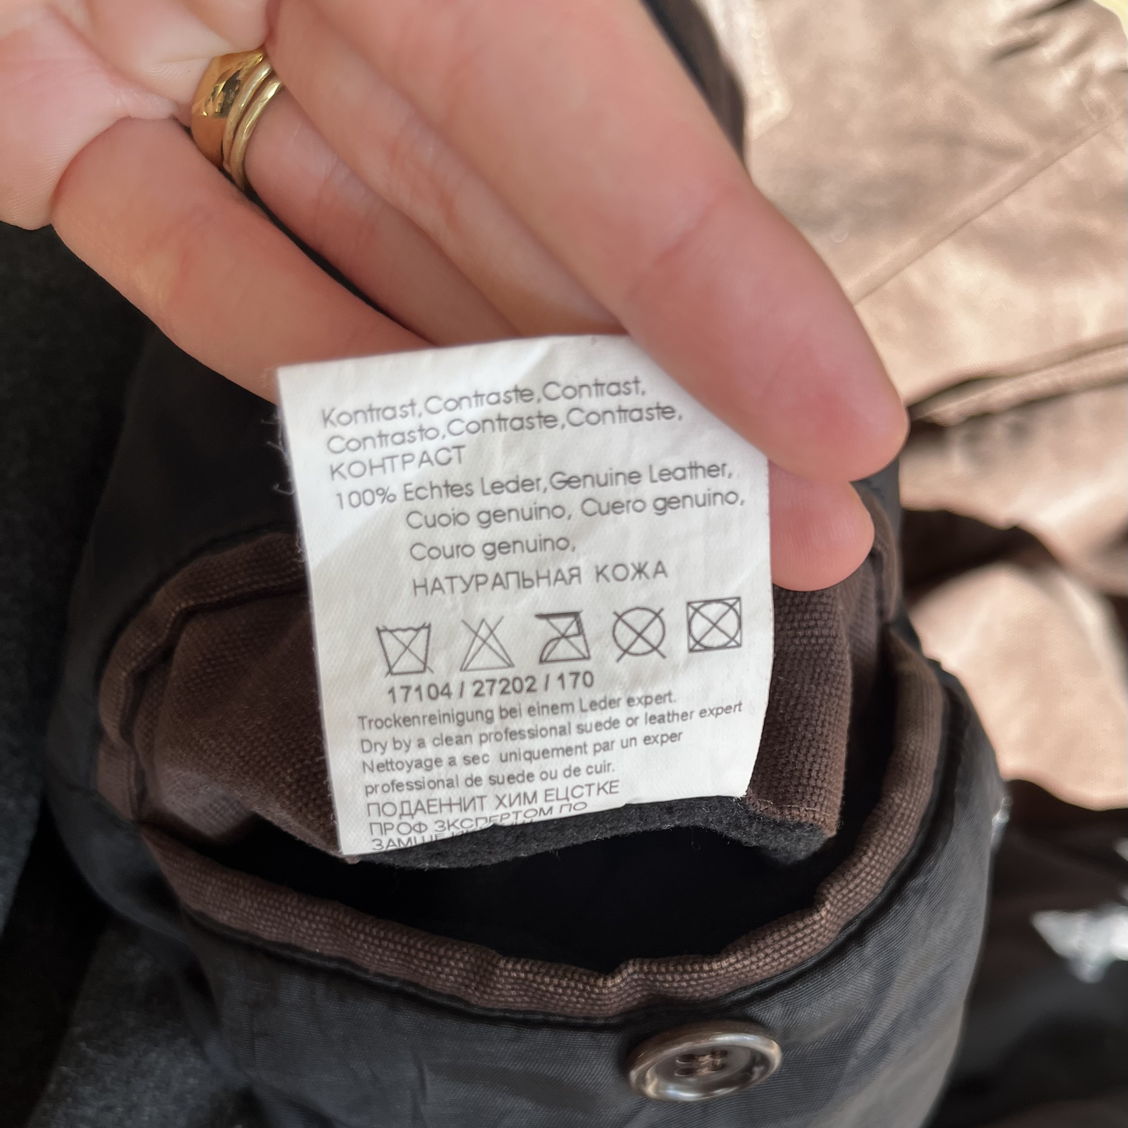 Kontrast,Contraste,Contrast,
Contrasto,Contraste,Contraste,
КОНТРАСТ
100% Echtes Leder,Genuine Leather,
Cuoio genuino, Cuero genuino,
Couro genuino,
НАТУРАПЬНАЯ КОЖА
17104 / 27202 / 170
Trockenreinigung bei einem Leder expert.
Dry by a clean professional suede or leather expert
Nettoyage a sec uniquement par un exper
professional de suede ou de cuir.
ПОДАЕННИТ ХИМ ЕЦСТКЕ
ПРОФ ЗКСПЕРТОМ ПО